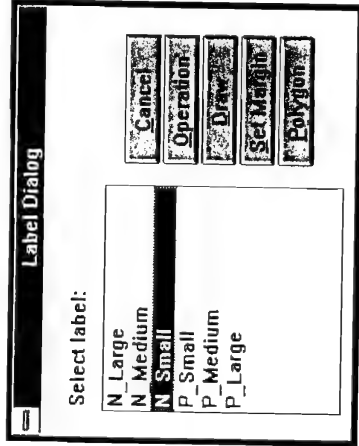 Label Dialog
Select label:
N_Large
N_Medium
N_Small
P_Small
P_Medium
P_Large
Cancel
Operation
Draw
Set Margin
Polygon